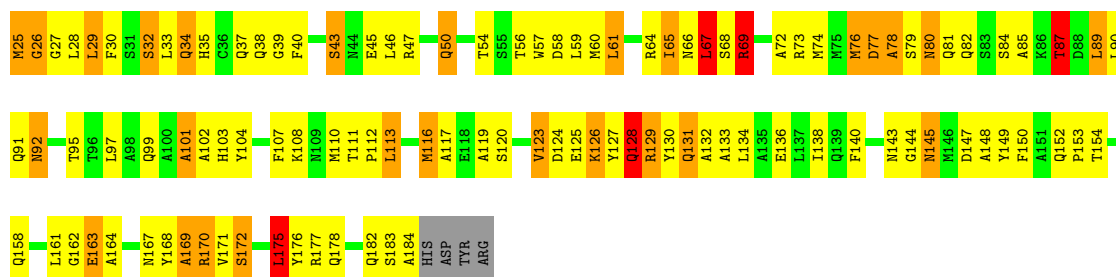 M25 G26 G27 L28 L29 F30 S31 S32 L33 Q34 H35 C36 Q37 Q38 G39 F40 S43 N44 E45 L46 R47 Q50 T54 S55 T56 W57 D58 L59 M60 L61 R64 I65 N66 L67 S68 R69 A72 R73 M74 M75 M76 D77 A78 S79 N80 Q81 Q82 S83 S84 A85 K86 T87 D88 L89 L90
Q91 N92 T95 T96 L97 A98 Q99 A100 A101 A102 H103 Y104 F107 K108 N109 M110 T111 P112 L113 M116 A117 E118 A119 S120 V123 D124 E125 K126 Y127 Q128 R129 Y130 Q131 A132 A133 L134 A135 E136 L137 I138 Q139 F140 N143 G144 N145 M146 D147 A148 Y149 F150 A151 Q152 P153 T154
Q158 L161 G162 E163 A164 N167 Y168 A169 R170 V171 S172 L175 Y176 R177 Q178 Q182 S183 A184 HIS ASP TYR ARG